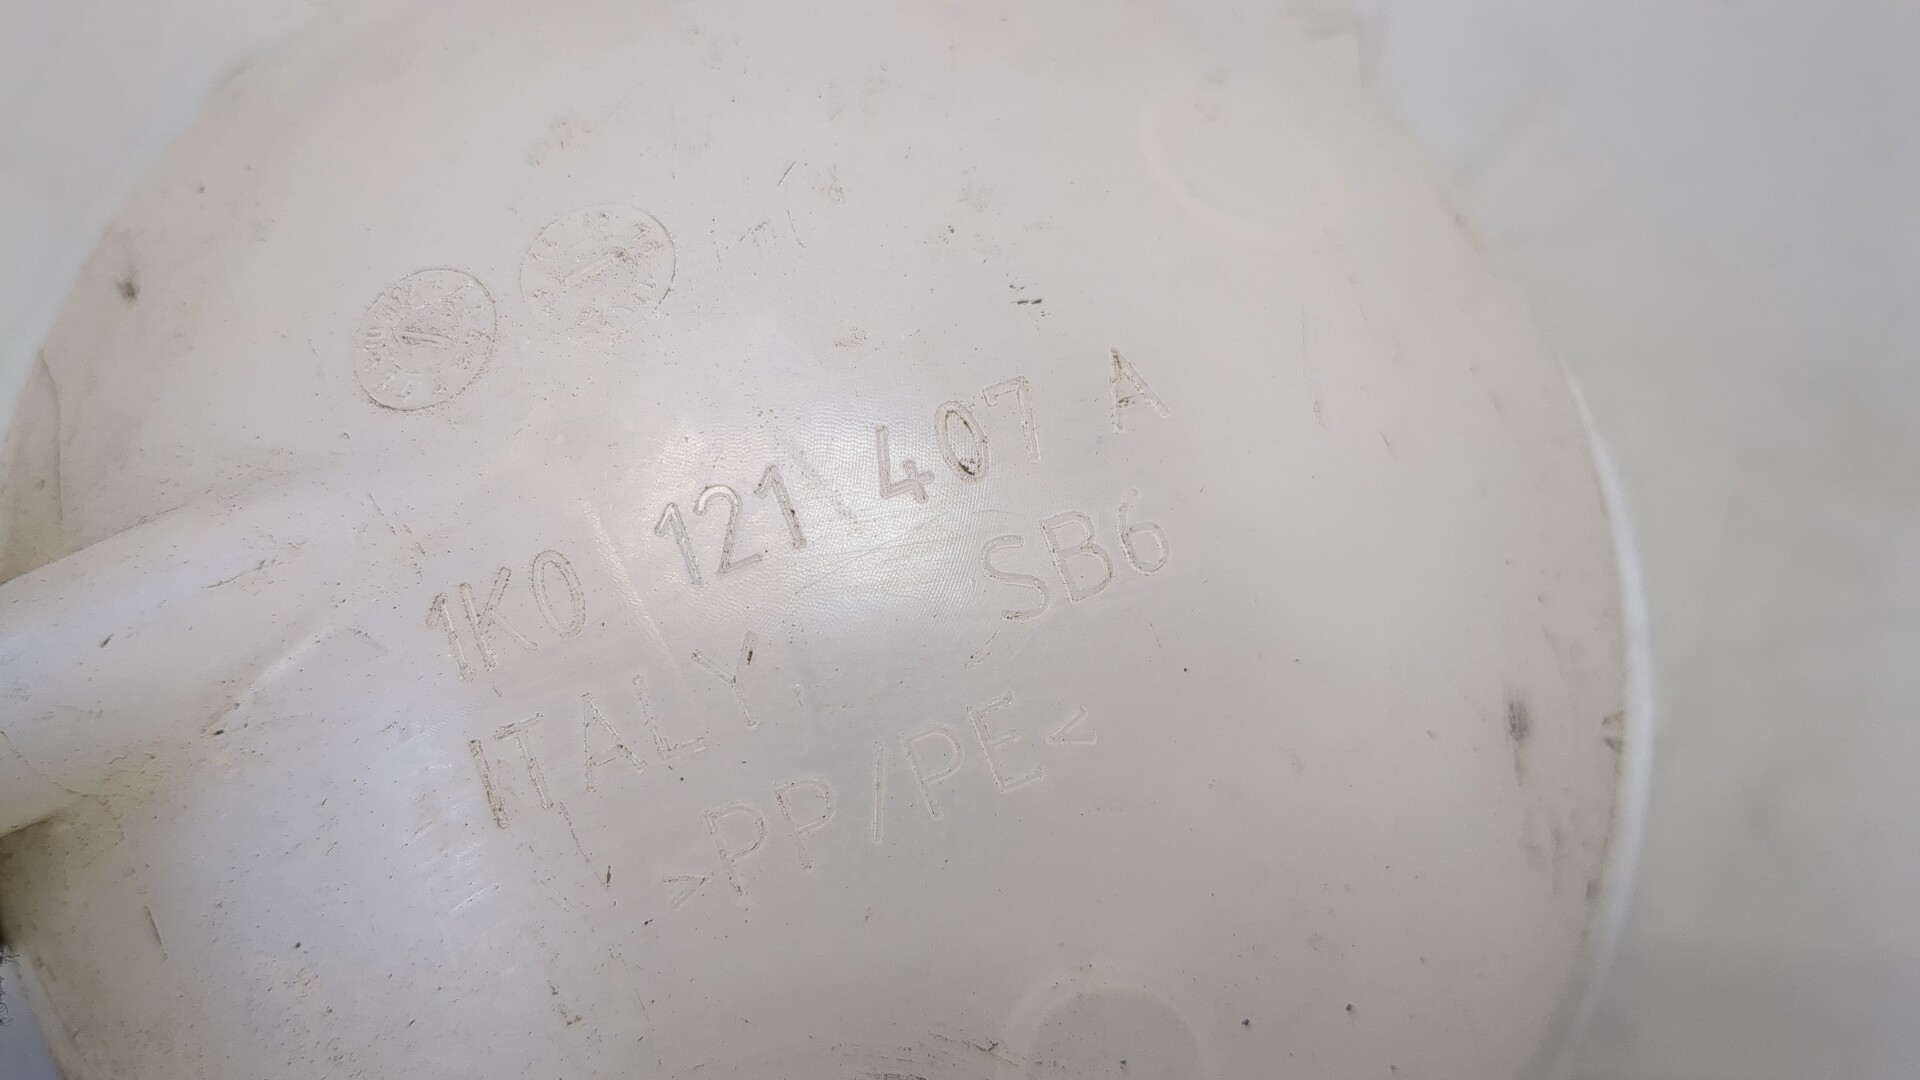 1K0 121 407 A
SB6
ITALY
>PP/PE<